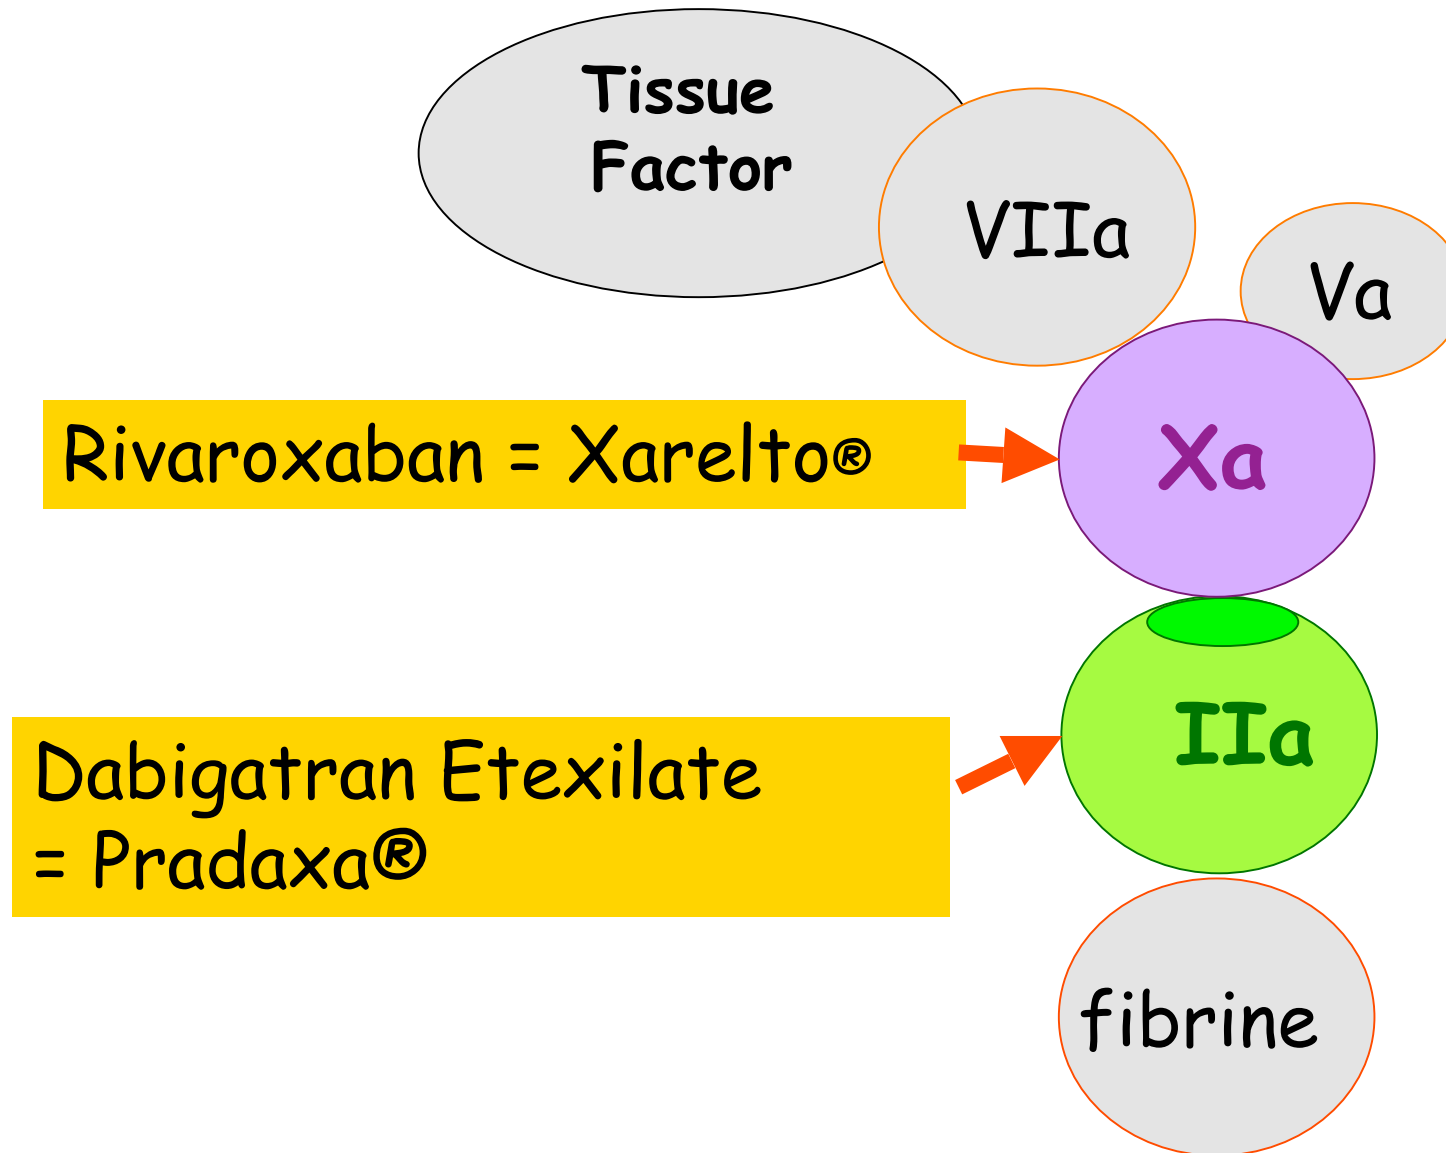 Tissue
Factor
VIIa
Va
Rivaroxaban = Xarelto®
Xa
IIa
Dabigatran Etexilate
= Pradaxa®
fibrine